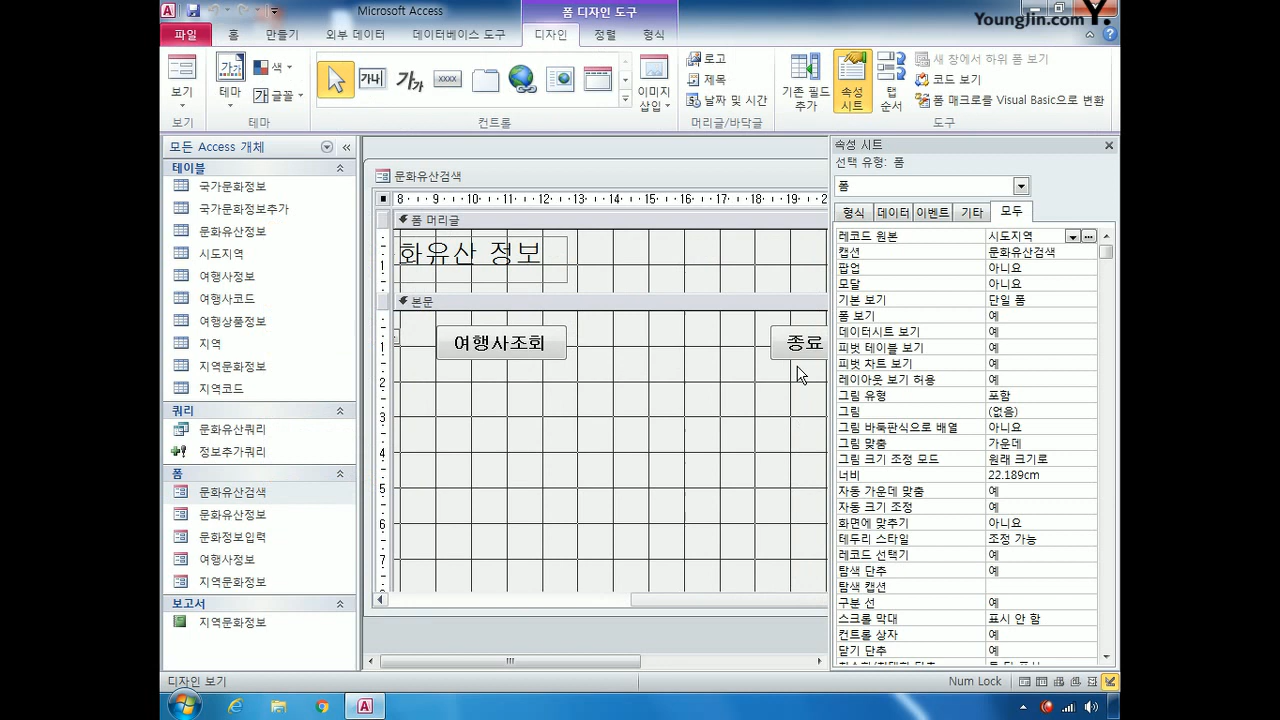 Microsoft Access
폼 디자인 도구
YoungJin.com Y.
파일 홈 만들기 외부 데이터 데이터베이스 도구 디자인 정렬 형식
보기
테마
색
글꼴
가나
가가
xxxx
이미지 삽입
로고
제목
날짜 및 시간
기존 필드 추가
속성 시트
탭 순서
새 창에서 하위 폼 보기
코드 보기
폼 매크로를 Visual Basic으로 변환
보기 테마 컨트롤 머리글/바닥글 도구
모든 Access 개체
테이블
국가문화정보
국가문화정보추가
문화유산정보
시도지역
여행사정보
여행사코드
여행상품정보
지역
지역문화정보
지역코드
쿼리
문화유산쿼리
정보추가쿼리
폼
문화유산검색
문화유산정보
문화정보입력
여행사정보
지역문화정보
보고서
지역문화정보
문화유산검색
8 9 10 11 12 13 14 15 16 17 18 19 2
폼 머리글
화유산 정보
1
본문
여행사조회
종료
1
2
3
4
5
6
7
속성 시트
선택 유형: 폼
폼
형식 데이터 이벤트 기타 모두
레코드 원본 시도지역
캡션 문화유산검색
팝업 아니요
모달 아니요
기본 보기 단일 폼
폼 보기 예
데이터시트 보기 예
피벗 테이블 보기 예
피벗 차트 보기 예
레이아웃 보기 허용 예
그림 유형 포함
그림 (없음)
그림 바둑판식으로 배열 아니요
그림 맞춤 가운데
그림 크기 조정 모드 원래 크기로
너비 22.189cm
자동 가운데 맞춤 예
자동 크기 조정 예
화면에 맞추기 아니요
테두리 스타일 조정 가능
레코드 선택기 예
탐색 단추 예
탐색 캡션
구분 선 예
스크롤 막대 표시 안 함
컨트롤 상자 예
닫기 단추 예
디자인 보기
Num Lock